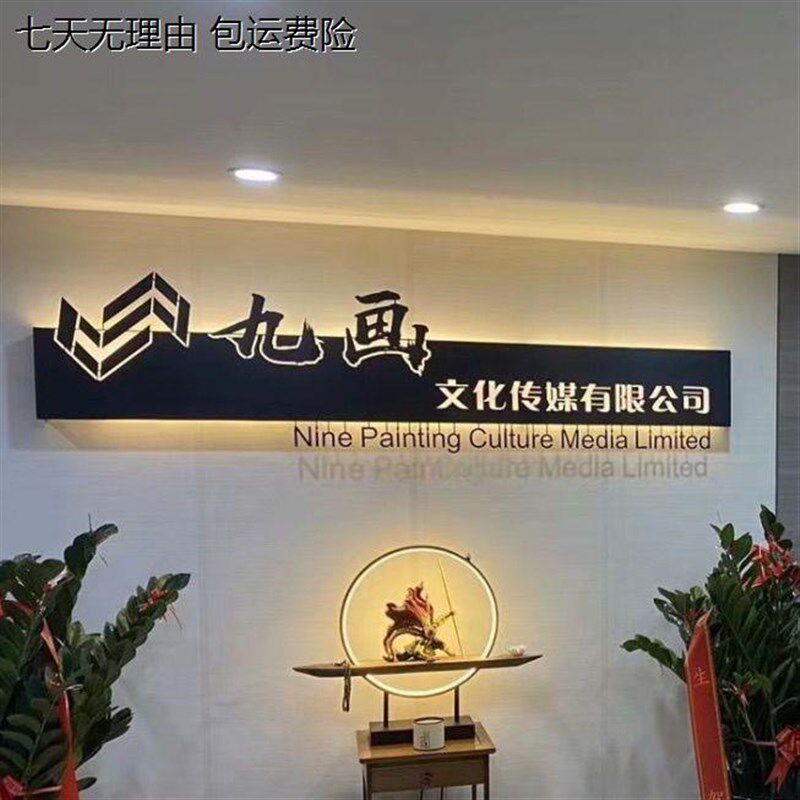 七天无理由 包运费险
九画
文化传媒有限公司
Nine Painting Culture Media Limited
生